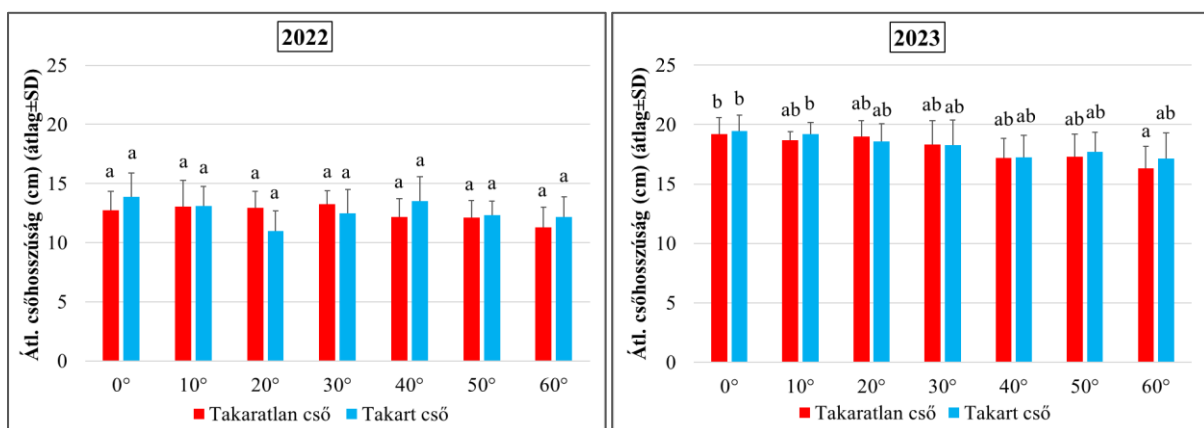 2022
Átl. csőhosszúság (cm) (átlag±SD)
25
20
15
10
5
0
a a a a a a a a a a a a a a
0° 10° 20° 30° 40° 50° 60°
Takaratlan cső Takart cső
2023
Átl. csőhosszúság (cm) (átlag±SD)
25
20
15
10
5
0
b b ab b ab ab ab ab ab ab ab ab a ab
0° 10° 20° 30° 40° 50° 60°
Takaratlan cső Takart cső